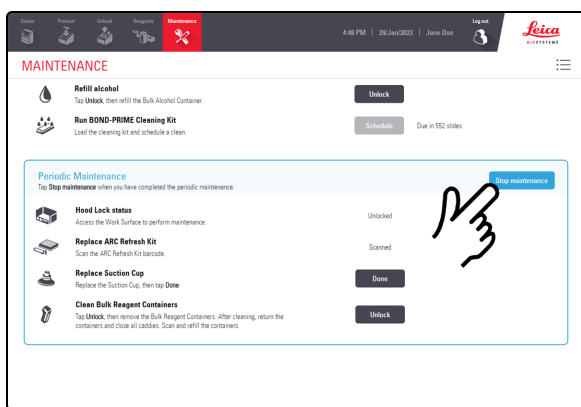 Status Preload Unload Reagents Maintenance
4:48 PM | 29/Jan/2023 | Jane Doe
Log out
Leica
BIOSYSTEMS
MAINTENANCE
Refill alcohol
Tap Unlock, then refill the Bulk Alcohol Container.
Unlock
Run BOND-PRIME Cleaning Kit
Load the cleaning kit and schedule a clean.
Schedule
Due in 552 slides
Periodic Maintenance
Tap Stop maintenance when you have completed the periodic maintenance.
Stop maintenance
Hood Lock status
Access the Work Surface to perform maintenance.
Unlocked
Replace ARC Refresh Kit
Scan the ARC Refresh Kit barcode.
Scanned
Replace Suction Cup
Replace the Suction Cup, then tap Done
Done
Clean Bulk Reagent Containers
Tap Unlock, then remove the Bulk Reagent Containers. After cleaning, return the
containers and close all caddies. Scan and refill the containers.
Unlock